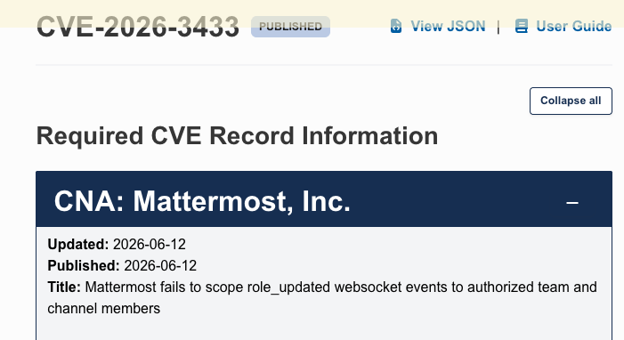 CVE-2026-3433 PUBLISHED View JSON | User Guide
Collapse all
Required CVE Record Information
CNA: Mattermost, Inc. –
Updated: 2026-06-12
Published: 2026-06-12
Title: Mattermost fails to scope role_updated websocket events to authorized team and
channel members